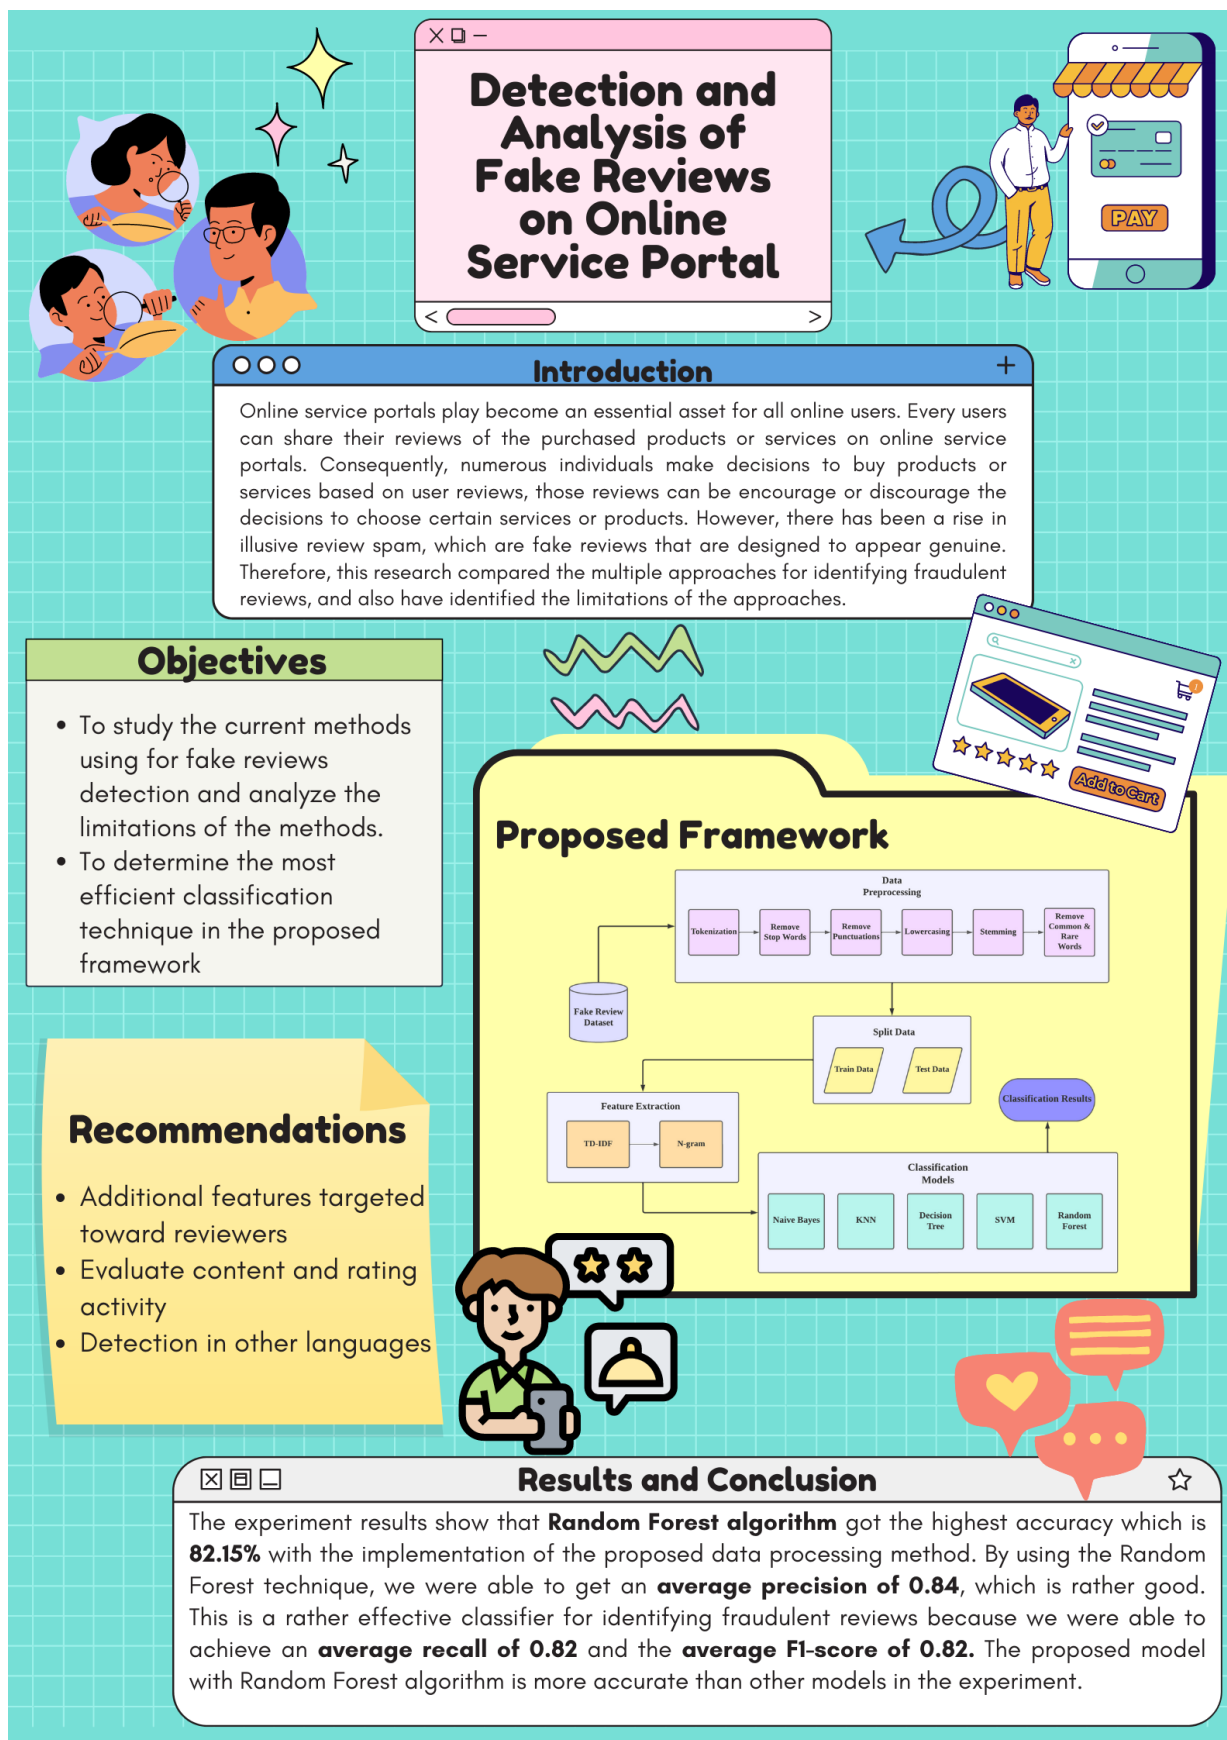 Detection and
Analysis of
Fake Reviews
on Online
Service Portal
PAY
Introduction
Online service portals play become an essential asset for all online users. Every users
can share their reviews of the purchased products or services on online service
portals. Consequently, numerous individuals make decisions to buy products or
services based on user reviews, those reviews can be encourage or discourage the
decisions to choose certain services or products. However, there has been a rise in
illusive review spam, which are fake reviews that are designed to appear genuine.
Therefore, this research compared the multiple approaches for identifying fraudulent
reviews, and also have identified the limitations of the approaches.
Objectives
• To study the current methods
using for fake reviews
detection and analyze the
limitations of the methods.
• To determine the most
efficient classification
technique in the proposed
framework
1
Add to Cart
Proposed Framework
Data
Preprocessing
Tokenization
Remove
Stop Words
Remove
Punctuations
Lowercasing
Stemming
Remove
Common &
Rare
Words
Fake Review
Dataset
Split Data
Train Data
Test Data
Feature Extraction
TD-IDF
N-gram
Classification Results
Classification
Models
Naive Bayes
KNN
Decision
Tree
SVM
Random
Forest
Recommendations
• Additional features targeted
toward reviewers
• Evaluate content and rating
activity
• Detection in other languages
Results and Conclusion
The experiment results show that Random Forest algorithm got the highest accuracy which is
82.15% with the implementation of the proposed data processing method. By using the Random
Forest technique, we were able to get an average precision of 0.84, which is rather good.
This is a rather effective classifier for identifying fraudulent reviews because we were able to
achieve an average recall of 0.82 and the average F1-score of 0.82. The proposed model
with Random Forest algorithm is more accurate than other models in the experiment.